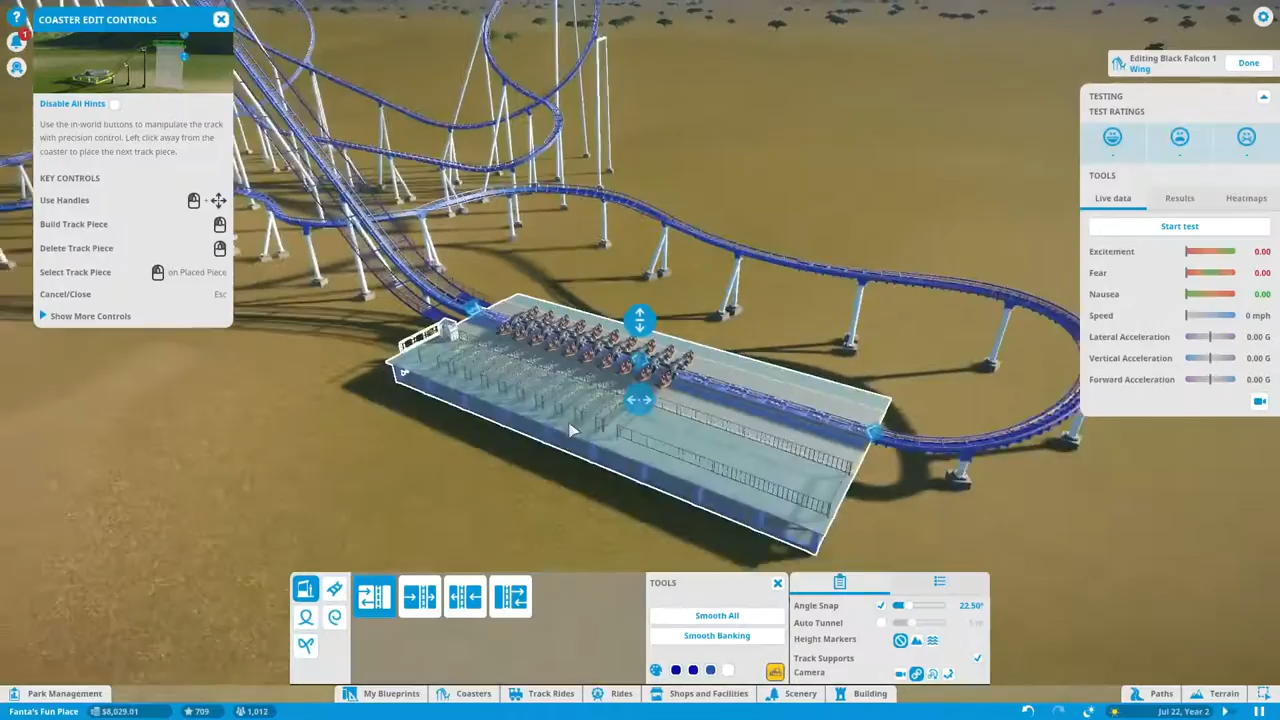 COASTER EDIT CONTROLS
Disable All Hints
Use the in-world buttons to manipulate the track
with precision control. Left click away from the
coaster to place the next track piece.
KEY CONTROLS
Use Handles
+
Build Track Piece
Delete Track Piece
Select Track Piece
on Placed Piece
Cancel/Close
Esc
Show More Controls
?
1
Editing Black Falcon 1
Wing
Done
TESTING
TEST RATINGS
- - -
TOOLS
Live data
Results
Heatmaps
Start test
Excitement 0.00
Fear 0.00
Nausea 0.00
Speed 0 mph
Lateral Acceleration 0.00 G
Vertical Acceleration 0.00 G
Forward Acceleration 0.00 G
TOOLS
Smooth All
Smooth Banking
Angle Snap 22.50°
Auto Tunnel
Height Markers
Track Supports
Camera
Park Management
My Blueprints
Coasters
Track Rides
Rides
Shops and Facilities
Scenery
Building
Paths
Terrain
Fanta's Fun Place
$8,029.01
709
1,012
Jul 22, Year 2